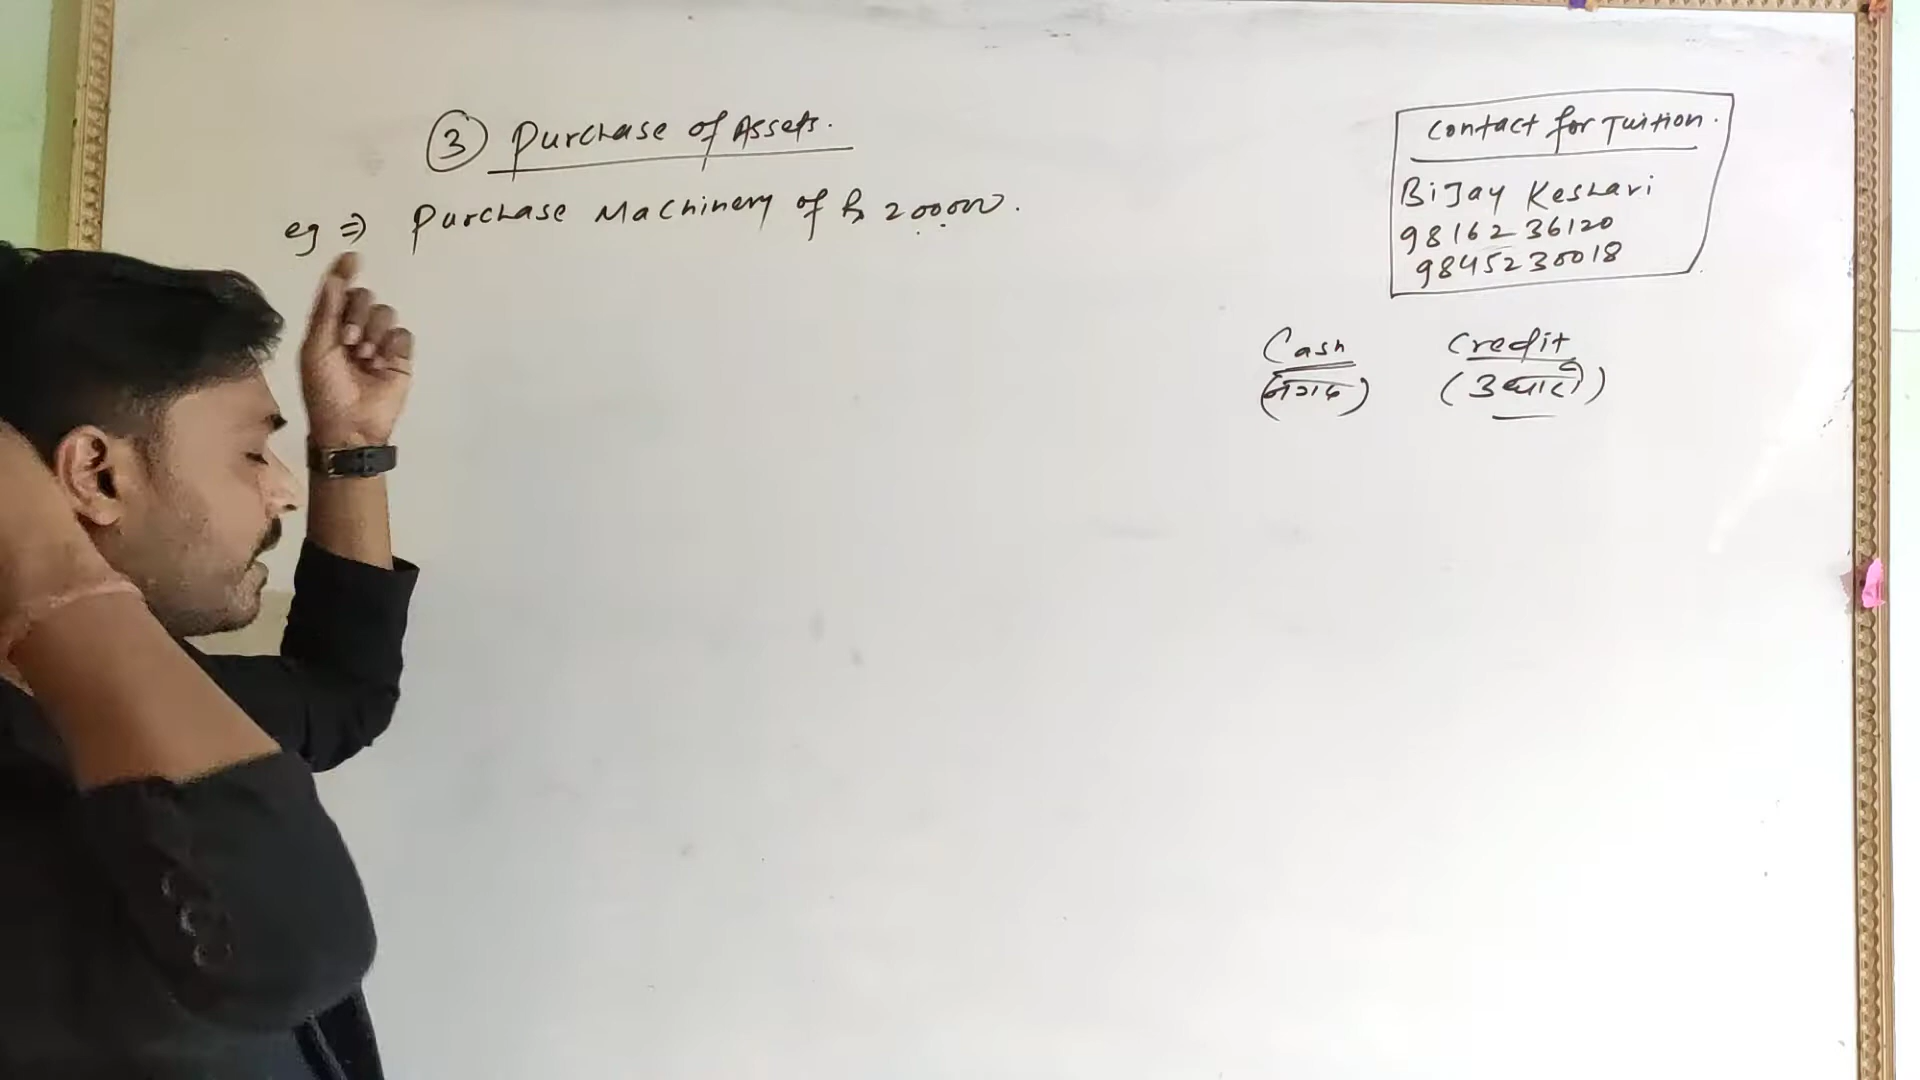 ③ Purchase of Assets.
eg ⇒ Purchase Machinery of Rs 200000.
Contact for Tuition.
BiJay Keshari
9816236120
9845230018
Cash Credit
(नगद) (उधारो)